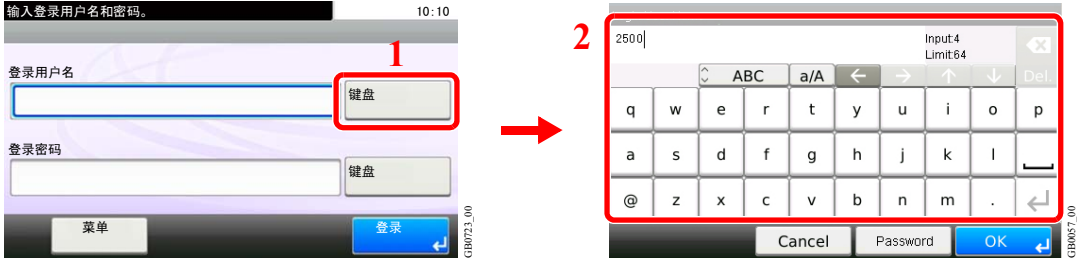 输入登录用户名和密码。
10:10
1
登录用户名
键盘
登录密码
键盘
菜单
登录
GB0723_00
2
2500
Input:4
Limit:64
ABC
a/A
Del.
q w e r t y u i o p
a s d f g h j k l
@ z x c v b n m .
Cancel
Password
OK
GB0057_00